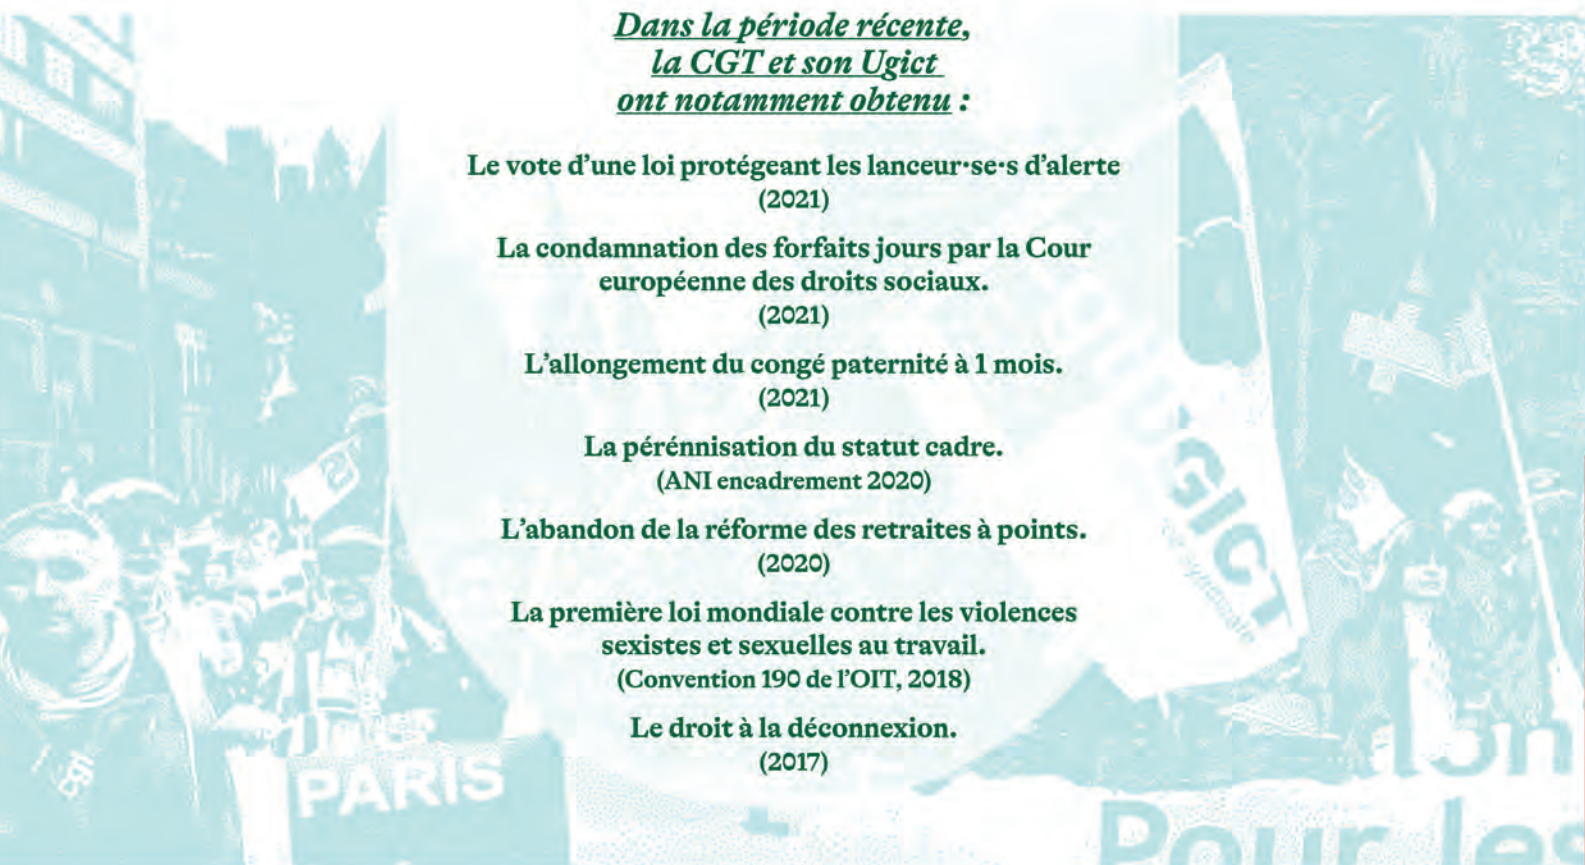 Dans la période récente,
la CGT et son Ugict
ont notamment obtenu :
Le vote d’une loi protégeant les lanceur·se·s d’alerte
(2021)
La condamnation des forfaits jours par la Cour
européenne des droits sociaux.
(2021)
L’allongement du congé paternité à 1 mois.
(2021)
La pérénnisation du statut cadre.
(ANI encadrement 2020)
L’abandon de la réforme des retraites à points.
(2020)
La première loi mondiale contre les violences
sexistes et sexuelles au travail.
(Convention 190 de l’OIT, 2018)
Le droit à la déconnexion.
(2017)
UGICT
PARIS
Pour les